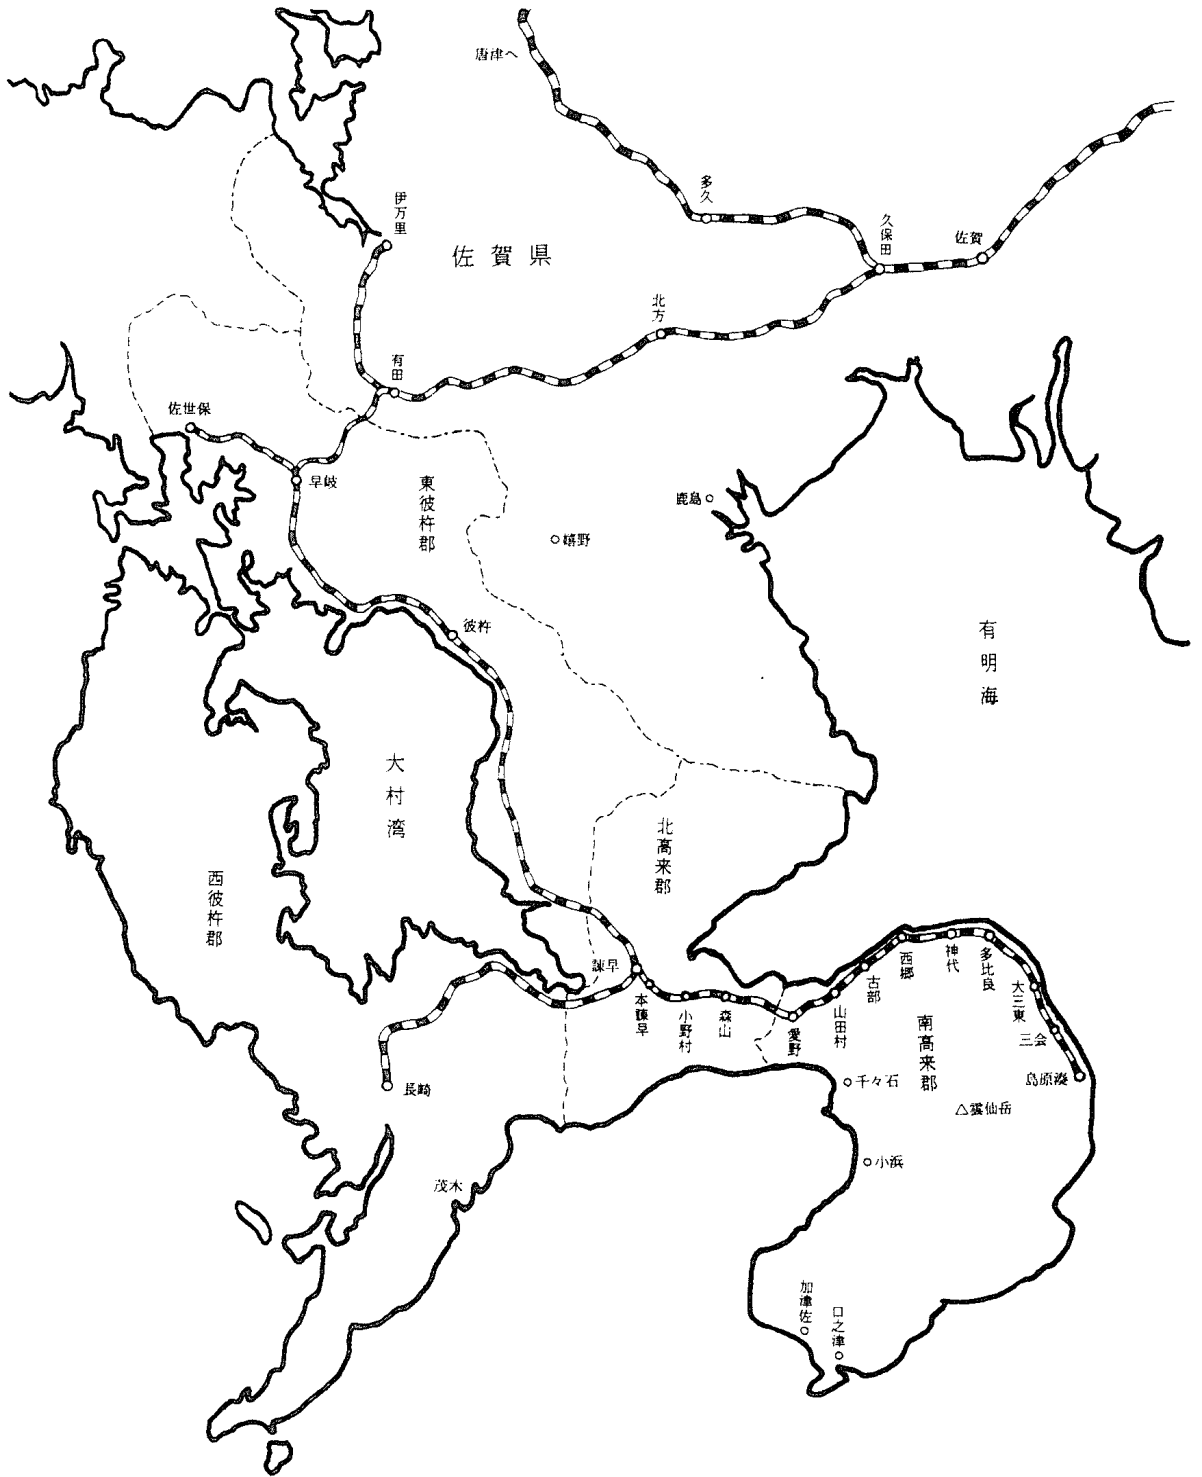 唐津へ
多久
久保田
佐賀
伊万里
佐賀県
北方
有田
佐世保
早岐
東彼杵郡
鹿島
嬉野
彼杵
有明海
大村湾
北高来郡
西彼杵郡
諫早
本諫早
小野村
森山
愛野
山田村
古部
西郷
神代
多比良
大三東
三会
島原湊
南高来郡
長崎
千々石
△雲仙岳
小浜
茂木
加津佐
口之津